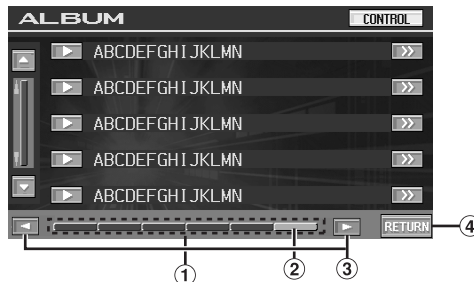 ALBUM CONTROL
ABCDEFGHIJKLMN
ABCDEFGHIJKLMN
ABCDEFGHIJKLMN
ABCDEFGHIJKLMN
ABCDEFGHIJKLMN
RETURN ④
① ② ③